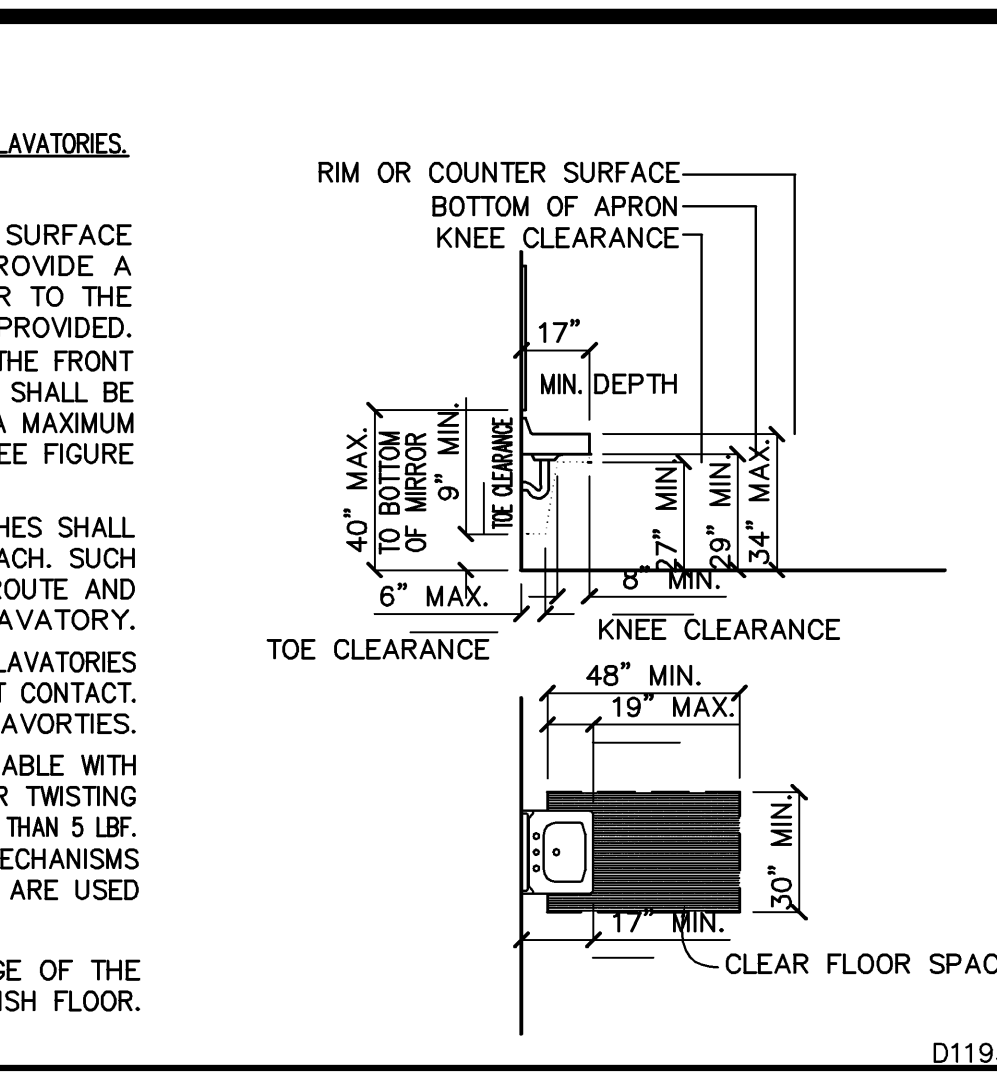 LAVATORIES.
SURFACE
ROVIDE A
R TO THE
PROVIDED.
THE FRONT
SHALL BE
A MAXIMUM
EE FIGURE
HES SHALL
ACH. SUCH
ROUTE AND
AVATORY.
LAVATORIES
T CONTACT.
AVORTIES.
ABLE WITH
R TWISTING
THAN 5 LBF.
ECHANISMS
ARE USED
GE OF THE
ISH FLOOR.
RIM OR COUNTER SURFACE
BOTTOM OF APRON
KNEE CLEARANCE
17"
MIN. DEPTH
40" MAX.
TO BOTTOM
OF MIRROR
9" MIN.
TOE CLEARANCE
27" MIN.
29" MIN.
34" MAX.
6" MAX.
TOE CLEARANCE
8" MIN.
KNEE CLEARANCE
48" MIN.
19" MAX.
30" MIN.
17" MIN.
CLEAR FLOOR SPAC
D119